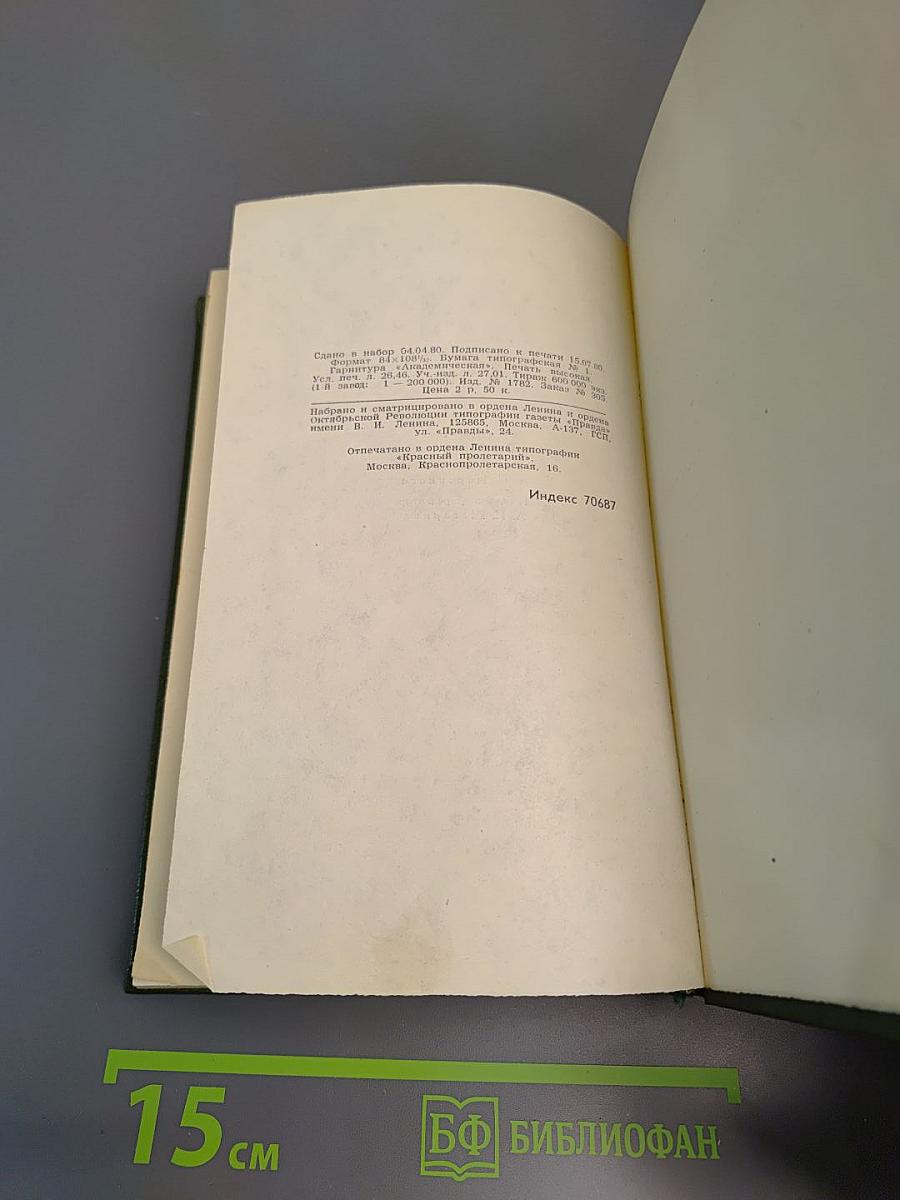 Сдано в набор 04.04.80. Подписано к печати 15.07.80.
Формат 84×108¹/₃₂. Бумага типографская № 1.
Гарнитура «Академическая». Печать высокая.
Усл. печ. л. 26,46. Уч.-изд. л. 27,01. Тираж 600 000 экз.
(1-й завод: 1 — 200 000). Изд. № 1782. Заказ № 305.
Цена 2 р. 50 к.
Набрано и сматрицировано в ордена Ленина и ордена
Октябрьской Революции типографии газеты «Правда»
имени В. И. Ленина, 125865, Москва, А-137, ГСП,
ул. «Правды», 24.
Отпечатано в ордена Ленина типографии
«Красный пролетарий».
Москва, Краснопролетарская, 16.
Индекс 70687
15 см
БФ БИБЛИОФАН